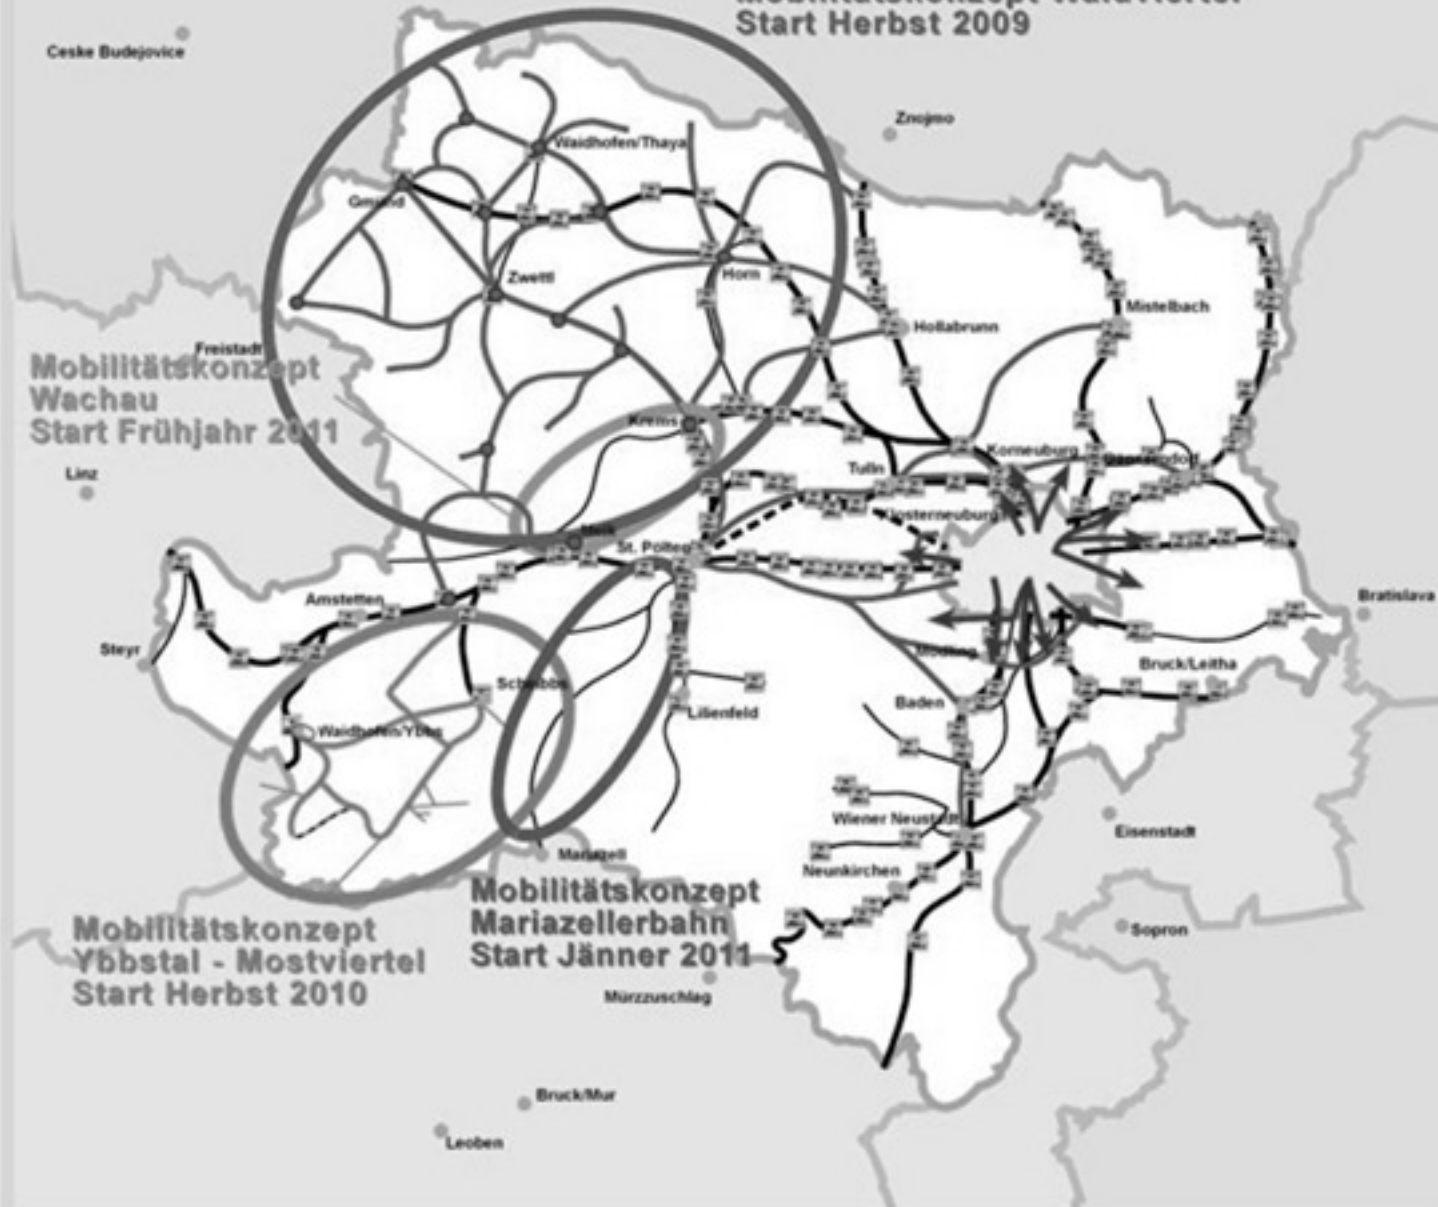 Mobilitätskonzept Waldviertel
Start Herbst 2009
Ceske Budejovice
Znojmo
Waidhofen/Thaya
Gmünd
Zwettl
Horn
Mistelbach
Hollabrunn
Freistadt
Mobilitätskonzept
Wachau
Start Frühjahr 2011
Krems
Linz
Korneuburg
Tulln
Klosterneuburg
Melk
St. Pölten
Amstetten
Bratislava
Steyr
Mödling
Bruck/Leitha
Scheibbs
Baden
Lilienfeld
Waidhofen/Ybbs
Wiener Neustadt
Eisenstadt
Mariazell
Neunkirchen
Mobilitätskonzept
Mariazellerbahn
Start Jänner 2011
Mobilitätskonzept
Ybbstal - Mostviertel
Start Herbst 2010
Sopron
Mürzzuschlag
Bruck/Mur
Leoben